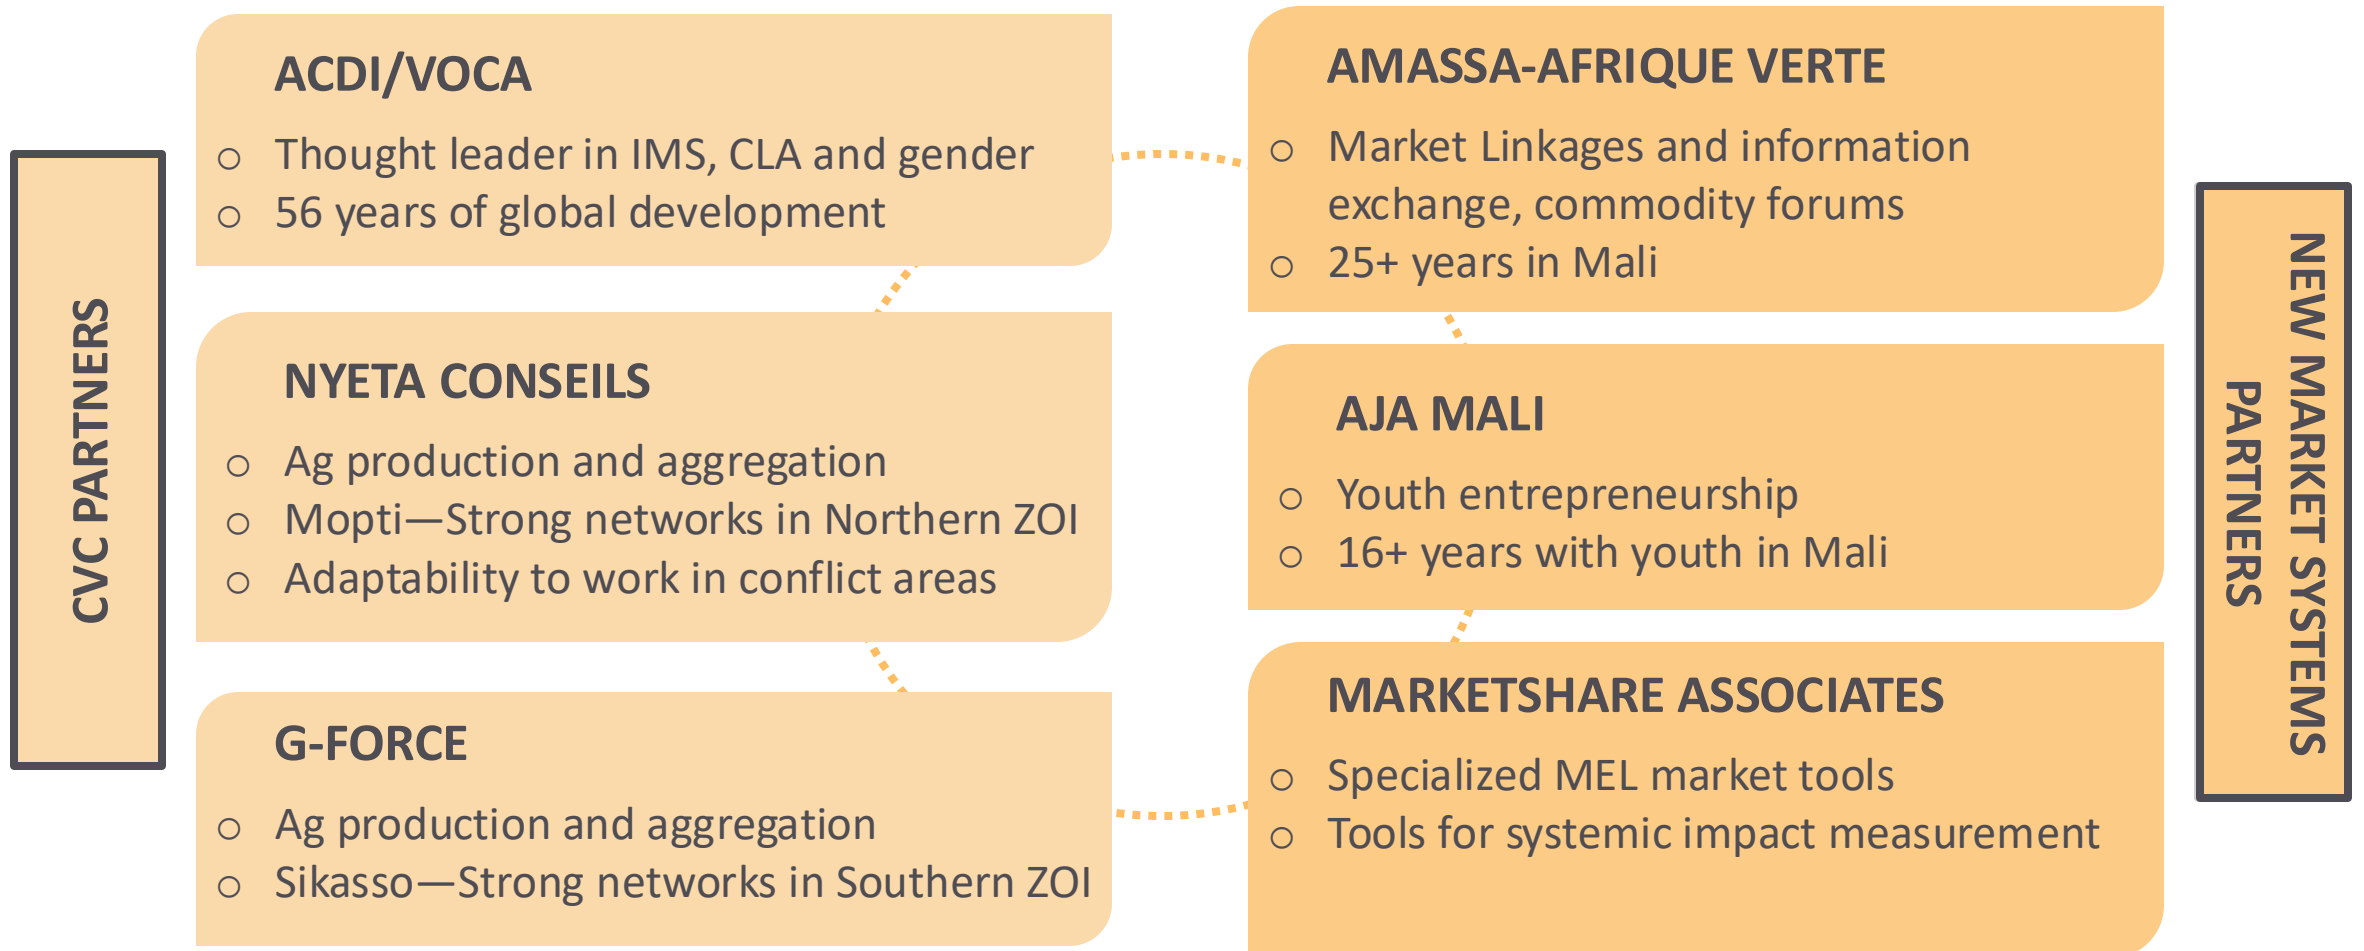 CVC PARTNERS
ACDI/VOCA
o Thought leader in IMS, CLA and gender
o 56 years of global development
NYETA CONSEILS
o Ag production and aggregation
o Mopti—Strong networks in Northern ZOI
o Adaptability to work in conflict areas
G-FORCE
o Ag production and aggregation
o Sikasso—Strong networks in Southern ZOI
AMASSA-AFRIQUE VERTE
o Market Linkages and information
exchange, commodity forums
o 25+ years in Mali
AJA MALI
o Youth entrepreneurship
o 16+ years with youth in Mali
MARKETSHARE ASSOCIATES
o Specialized MEL market tools
o Tools for systemic impact measurement
NEW MARKET SYSTEMS
PARTNERS